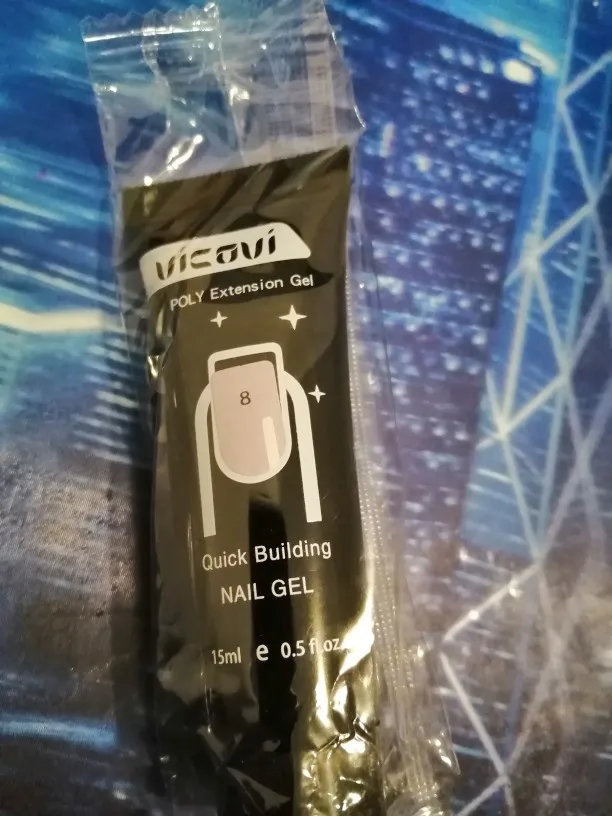 vicovi
POLY Extension Gel
8
Quick Building
NAIL GEL
15ml e 0.5 fl.oz